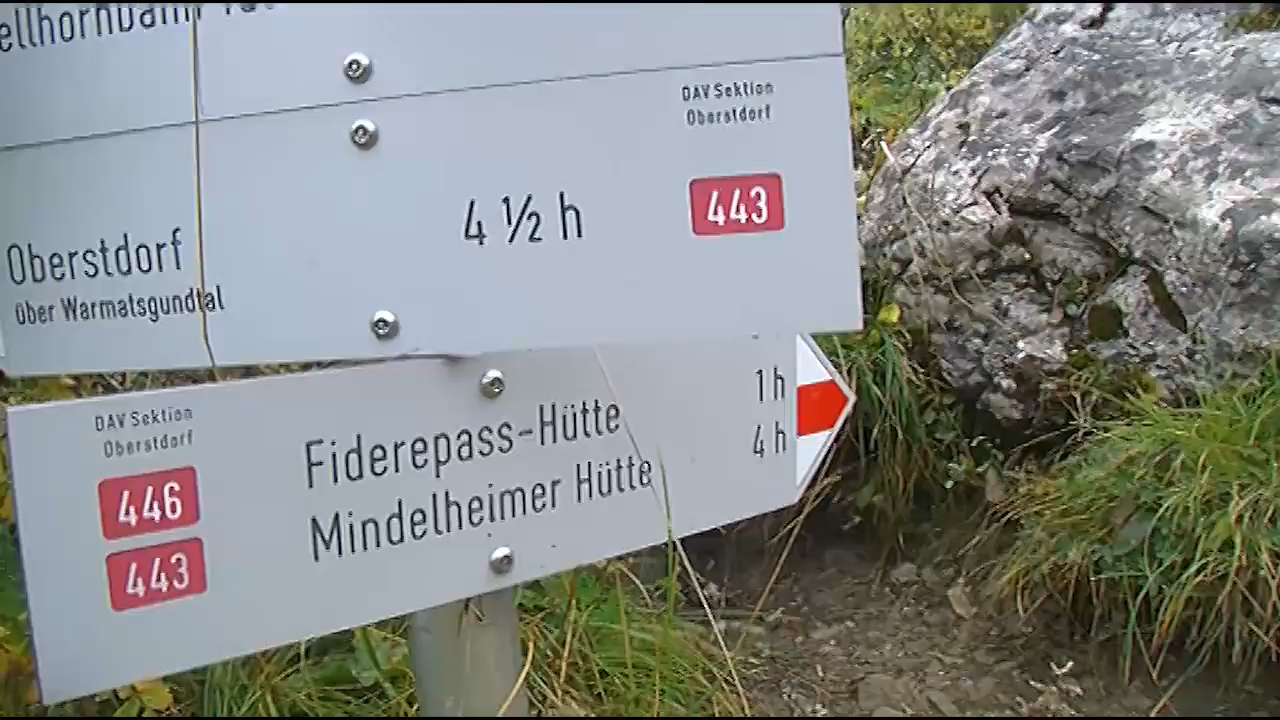 DAV Sektion
Oberstdorf
4 ½ h
443
Oberstdorf
über Warmatsgundtal
DAV Sektion
Oberstdorf
446
443
Fiderepass-Hütte 1 h
Mindelheimer Hütte 4 h